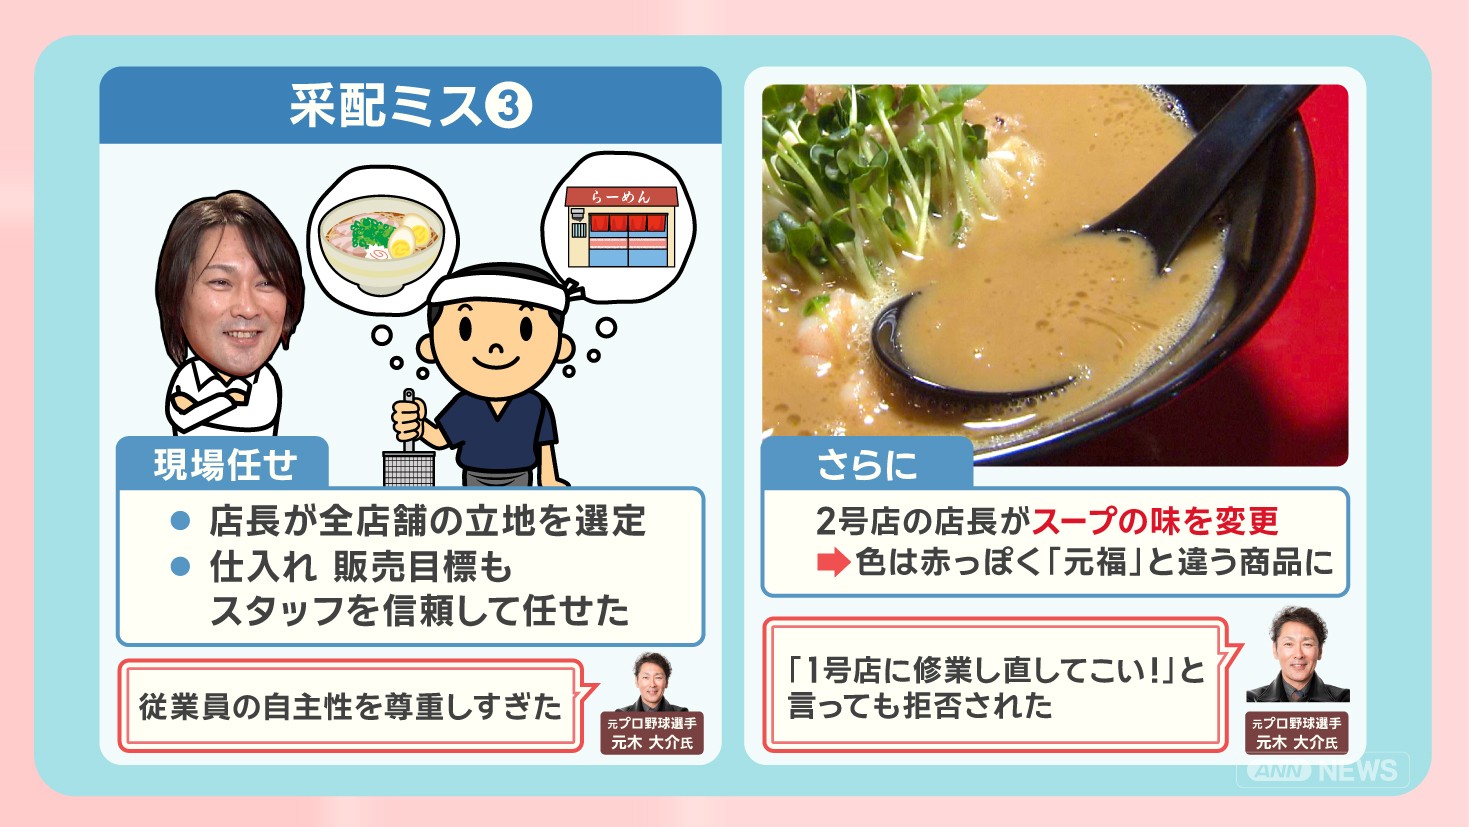 采配ミス❸
らーめん
現場任せ
● 店長が全店舗の立地を選定
● 仕入れ 販売目標も
スタッフを信頼して任せた
従業員の自主性を尊重しすぎた
元プロ野球選手
元木 大介氏
さらに
2号店の店長がスープの味を変更
➡色は赤っぽく「元福」と違う商品に
「1号店に修業し直してこい!」と
言っても拒否された
元プロ野球選手
元木 大介氏
ANN NEWS